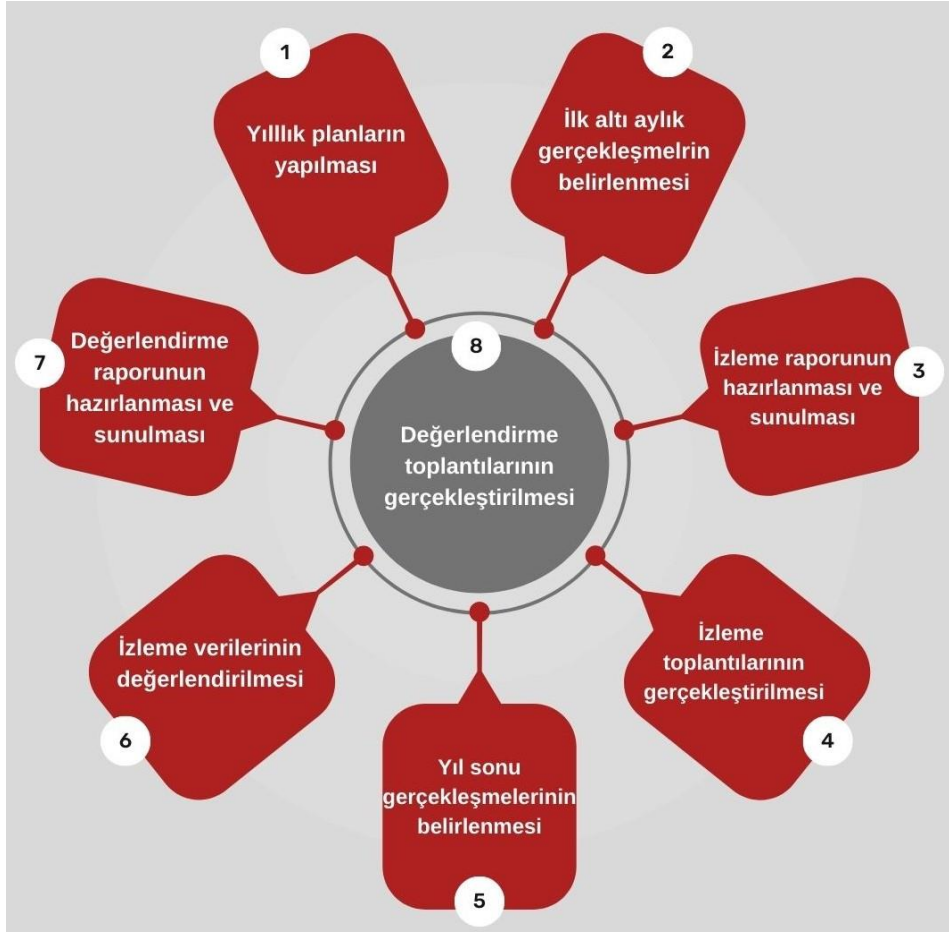 1
Yılllık planların
yapılması
2
İlk altı aylık
gerçekleşmelrin
belirlenmesi
3
İzleme raporunun
hazırlanması ve
sunulması
4
İzleme
toplantılarının
gerçekleştirilmesi
5
Yıl sonu
gerçekleşmelerinin
belirlenmesi
6
İzleme verilerinin
değerlendirilmesi
7
Değerlendirme
raporunun
hazırlanması ve
sunulması
8
Değerlendirme
toplantılarının
gerçekleştirilmesi